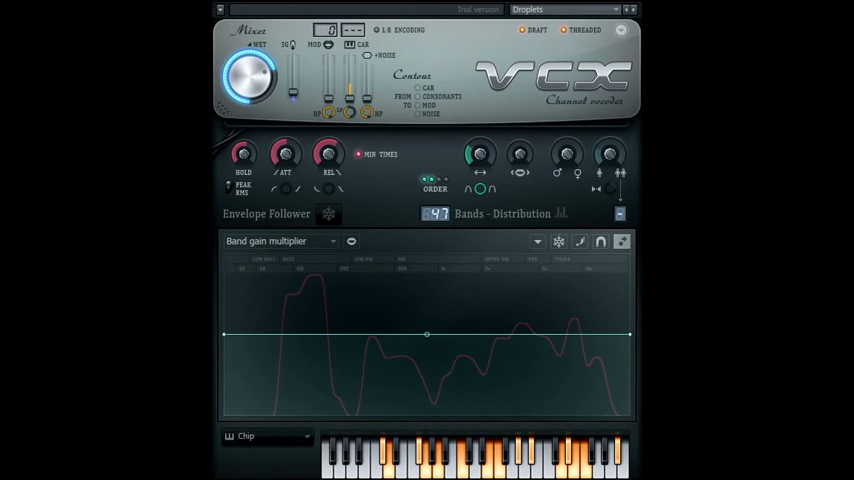 Trial version
Droplets
Mixer
0
---
L-R ENCODING
DRAFT
THREADED
WET
SG
MOD
CAR
+NOISE
VCX
Channel vocoder
Contour
CAR
FROM
CONSONANTS
TO
MOD
NOISE
HP
LP
HP
HOLD
ATT
REL
MIN TIMES
PEAK
RMS
ORDER
Envelope Follower
47
Bands - Distribution
Band gain multiplier
Chip